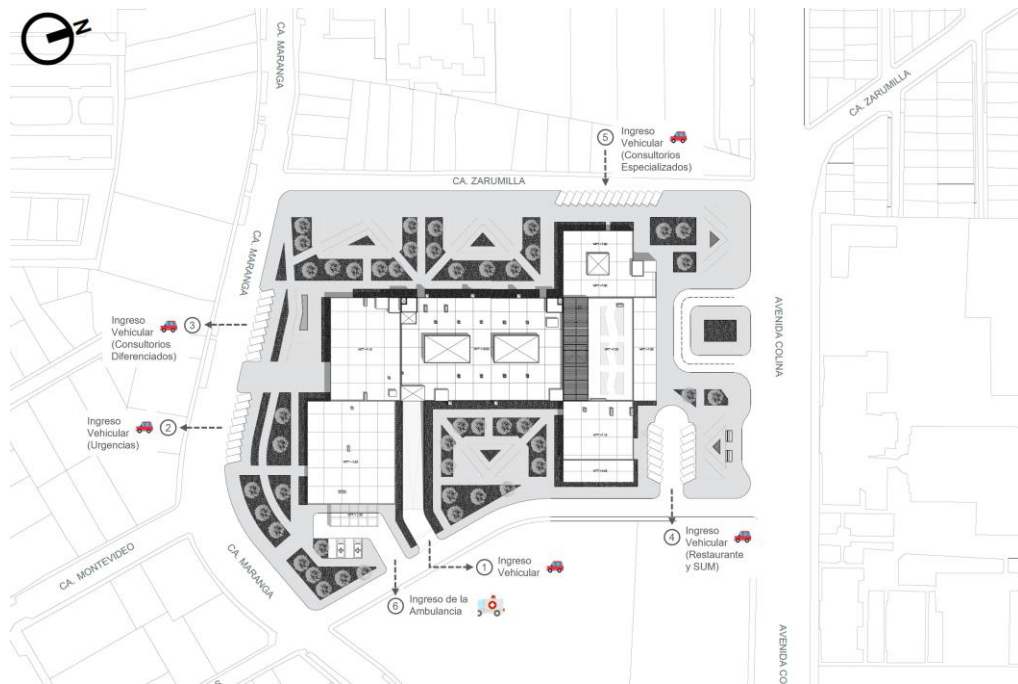 N
CA. MARANGA
CA. ZARUMILLA
5
Ingreso
Vehicular
(Consultorios
Especializados)
CA. ZARUMILLA
CA. MARANGA
AVENIDA COLINA
3
Ingreso
Vehicular
(Consultorios
Diferenciados)
2
Ingreso
Vehicular
(Urgencias)
4
Ingreso
Vehicular
(Restaurante
y SUM)
CA. MONTEVIDEO
CA. MARANGA
1
Ingreso
Vehicular
6
Ingreso de la
Ambulancia
AVENIDA CO